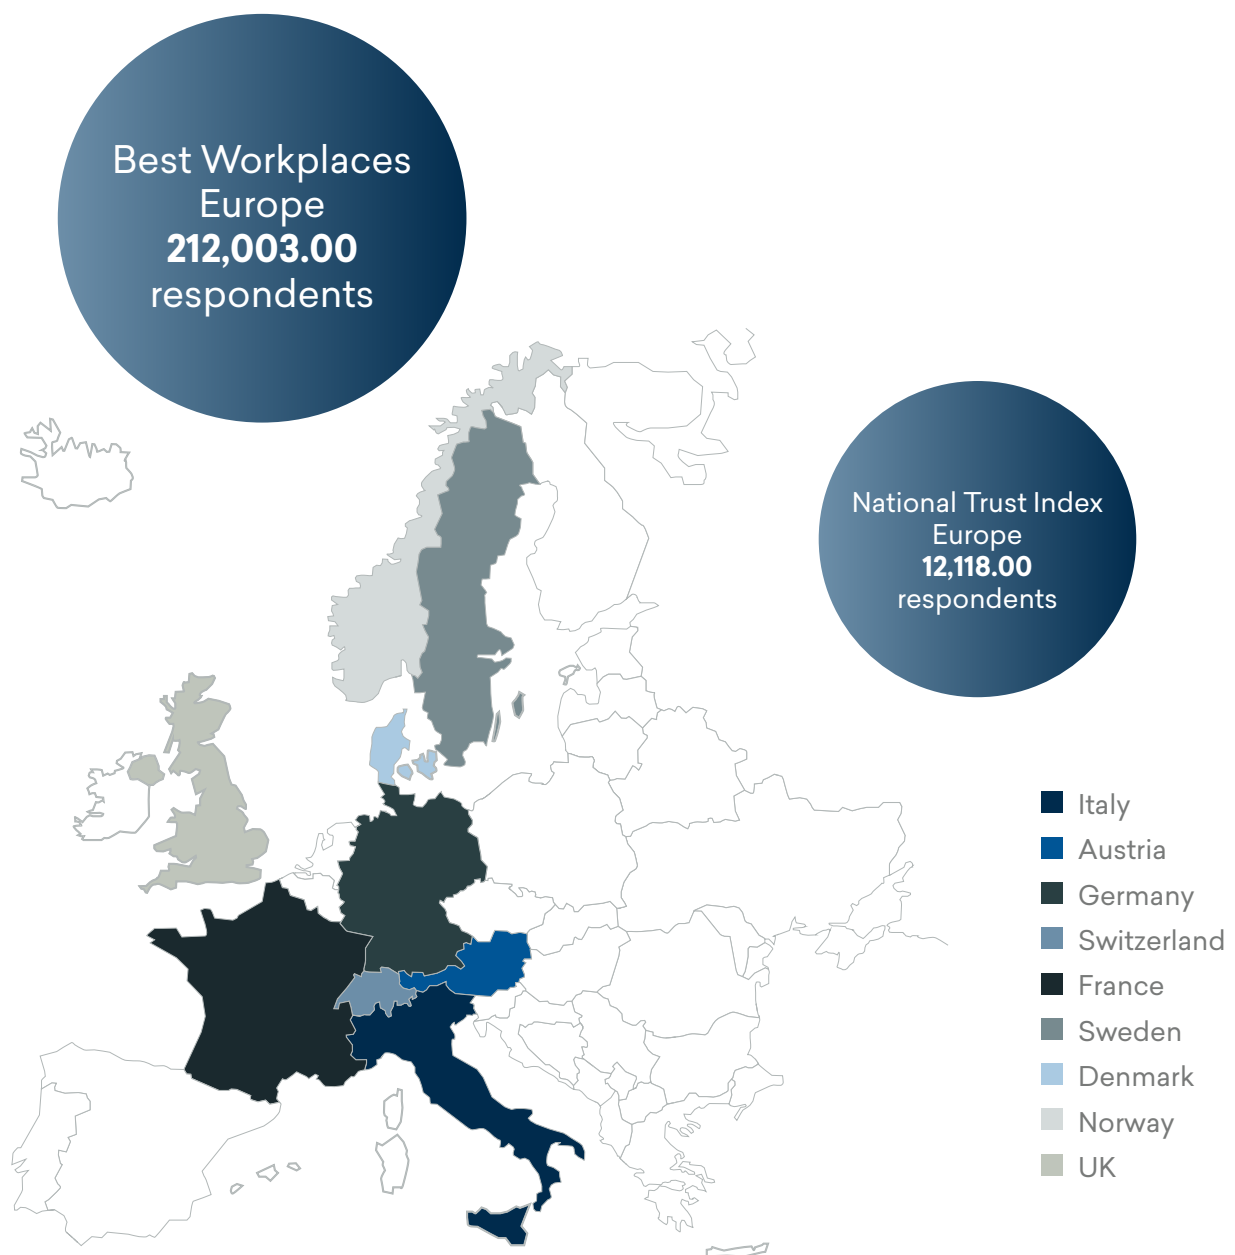 Best Workplaces
Europe
212,003.00
respondents
National Trust Index
Europe
12,118.00
respondents
Italy
Austria
Germany
Switzerland
France
Sweden
Denmark
Norway
UK